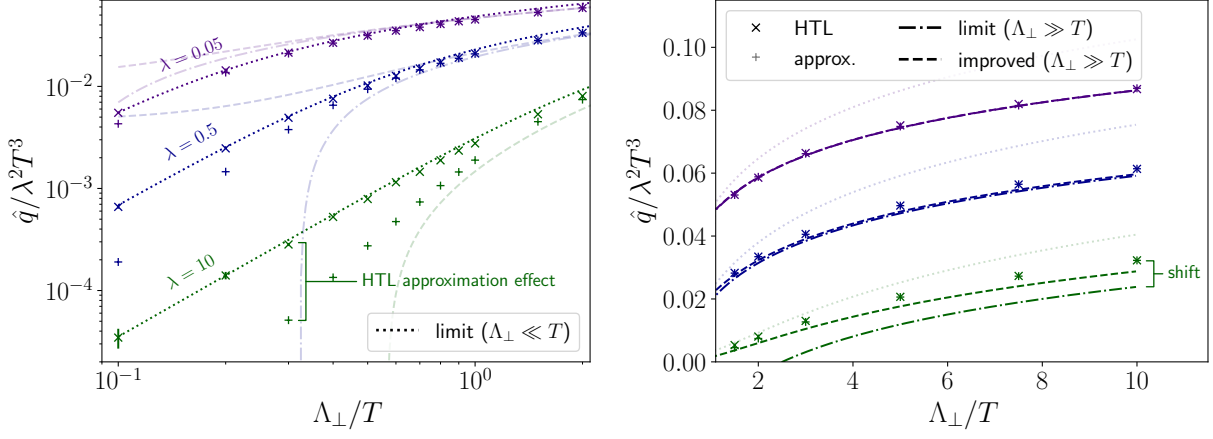 q̂/λ²T³
10⁻²
10⁻³
10⁻⁴
λ = 0.05
λ = 0.5
λ = 10
HTL approximation effect
limit (Λ⊥ ≪ T)
10⁻¹
10⁰
Λ⊥/T
q̂/λ²T³
0.10
0.08
0.06
0.04
0.02
0.00
HTL
approx.
limit (Λ⊥ ≫ T)
improved (Λ⊥ ≫ T)
shift
2
4
6
8
10
Λ⊥/T